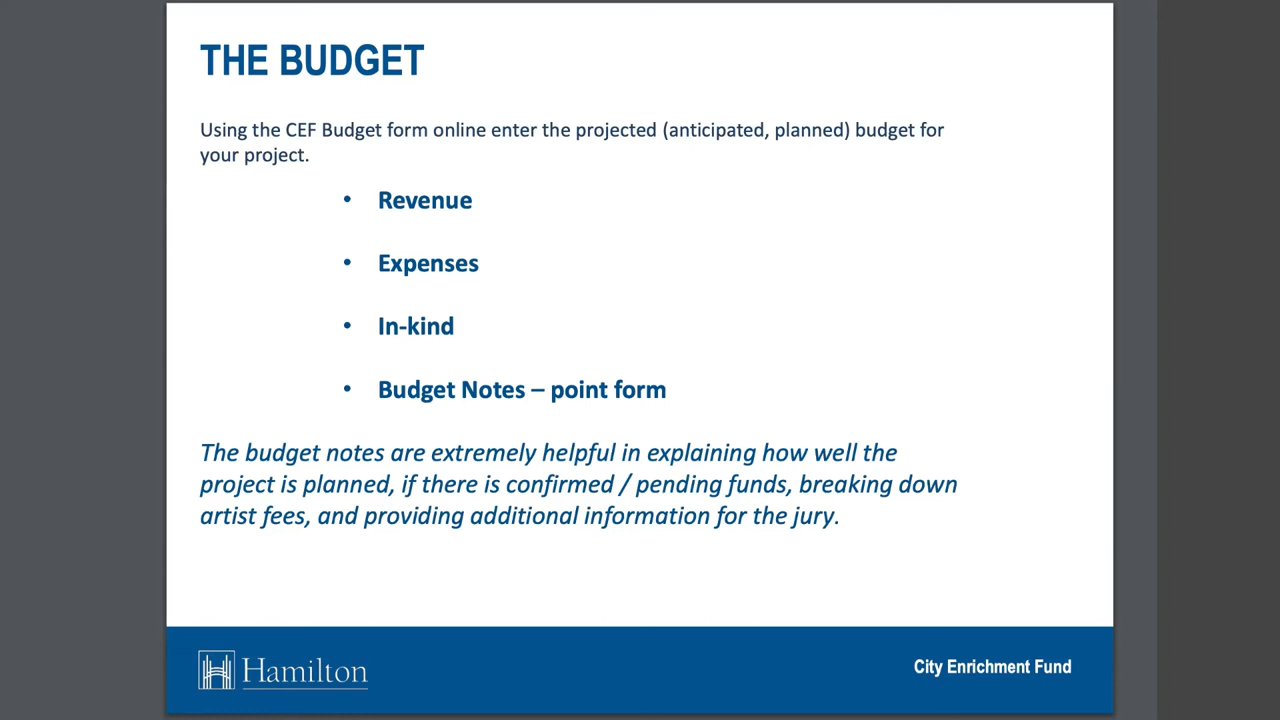 THE BUDGET
Using the CEF Budget form online enter the projected (anticipated, planned) budget for
your project.
• Revenue
• Expenses
• In-kind
• Budget Notes – point form
The budget notes are extremely helpful in explaining how well the
project is planned, if there is confirmed / pending funds, breaking down
artist fees, and providing additional information for the jury.
Hamilton
City Enrichment Fund